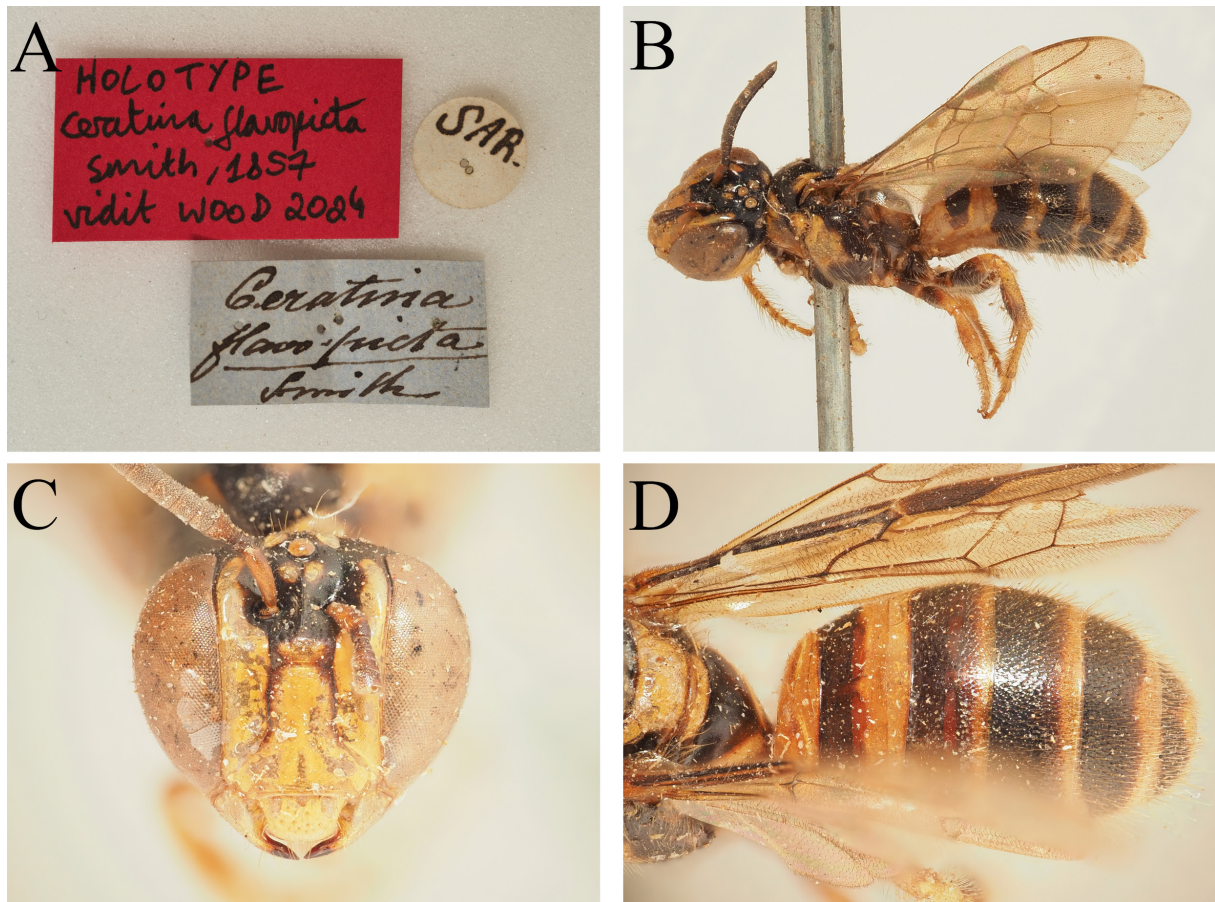 A
HOLOTYPE
Ceratina flavopicta
Smith, 1857
vidit WOOD 2024
SAR.
Ceratina
flavo-picta
Smith
B
C
D